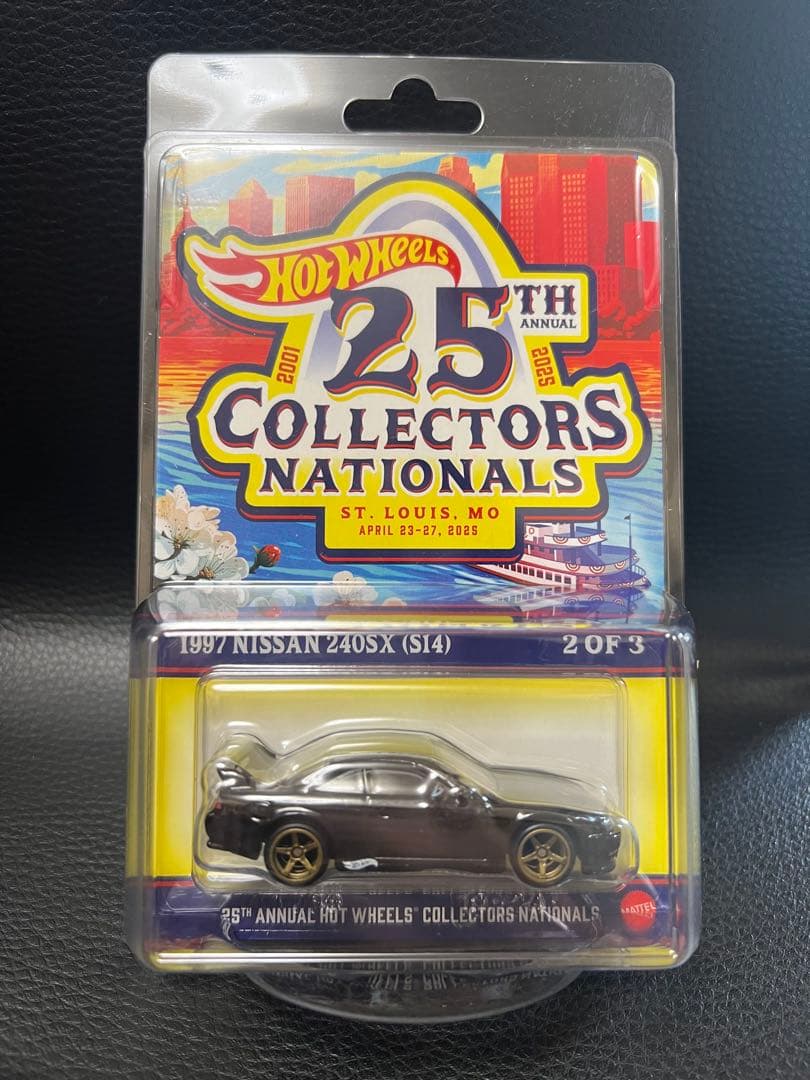 HOT WHEELS
25TH
ANNUAL
2001
2025
COLLECTORS
NATIONALS
ST. LOUIS, MO
APRIL 23-27, 2025
1997 NISSAN 240SX (S14)
2 OF 3
25TH ANNUAL HOT WHEELS™ COLLECTORS NATIONALS
MATTEL